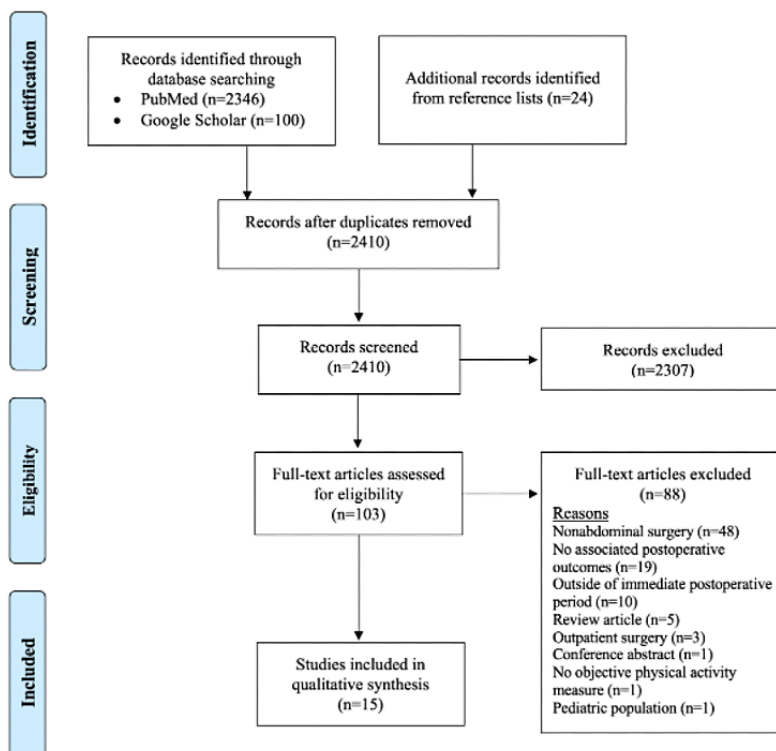 Identification
Records identified through
database searching
• PubMed (n=2346)
• Google Scholar (n=100)
Additional records identified
from reference lists (n=24)
Screening
Records after duplicates removed
(n=2410)
Records screened
(n=2410)
Records excluded
(n=2307)
Eligibility
Full-text articles assessed
for eligibility
(n=103)
Full-text articles excluded
(n=88)
Reasons
Nonabdominal surgery (n=48)
No associated postoperative
outcomes (n=19)
Outside of immediate postoperative
period (n=10)
Review article (n=5)
Outpatient surgery (n=3)
Conference abstract (n=1)
No objective physical activity
measure (n=1)
Pediatric population (n=1)
Included
Studies included in
qualitative synthesis
(n=15)